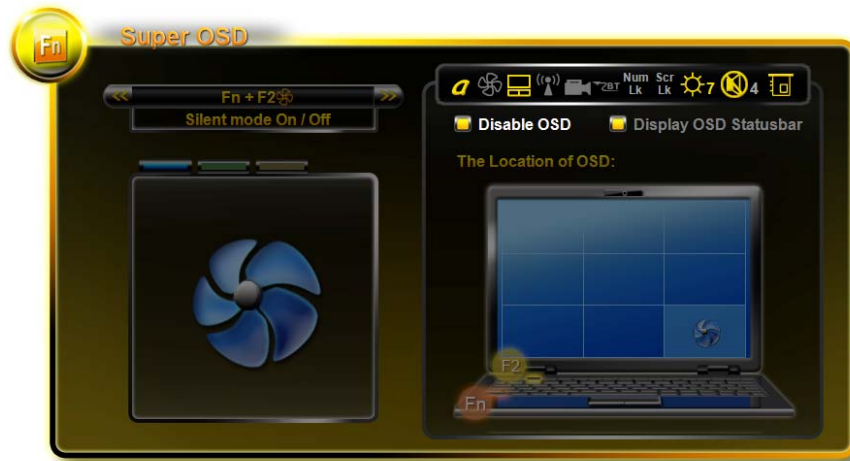 Super OSD
Fn
Fn + F2
Silent mode On / Off
a
ZBT
Num Lk
Scr Lk
7
4
Disable OSD
Display OSD Statusbar
The Location of OSD:
F2
Fn